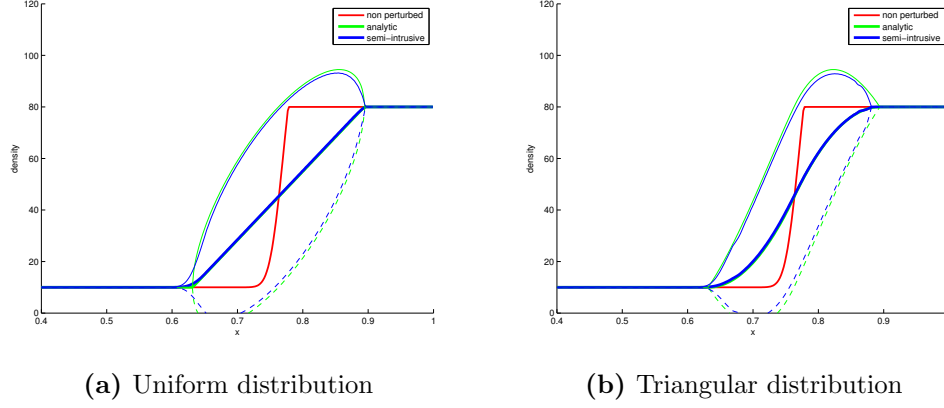 120
100
80
60
40
20
0
density
0.4
0.5
0.6
0.7
0.8
0.9
1
x
non perturbed
analytic
semi−intrusive
(a) Uniform distribution
120
100
80
60
40
20
0
density
0.4
0.5
0.6
0.7
0.8
0.9
x
non perturbed
analytic
semi−intrusive
(b) Triangular distribution